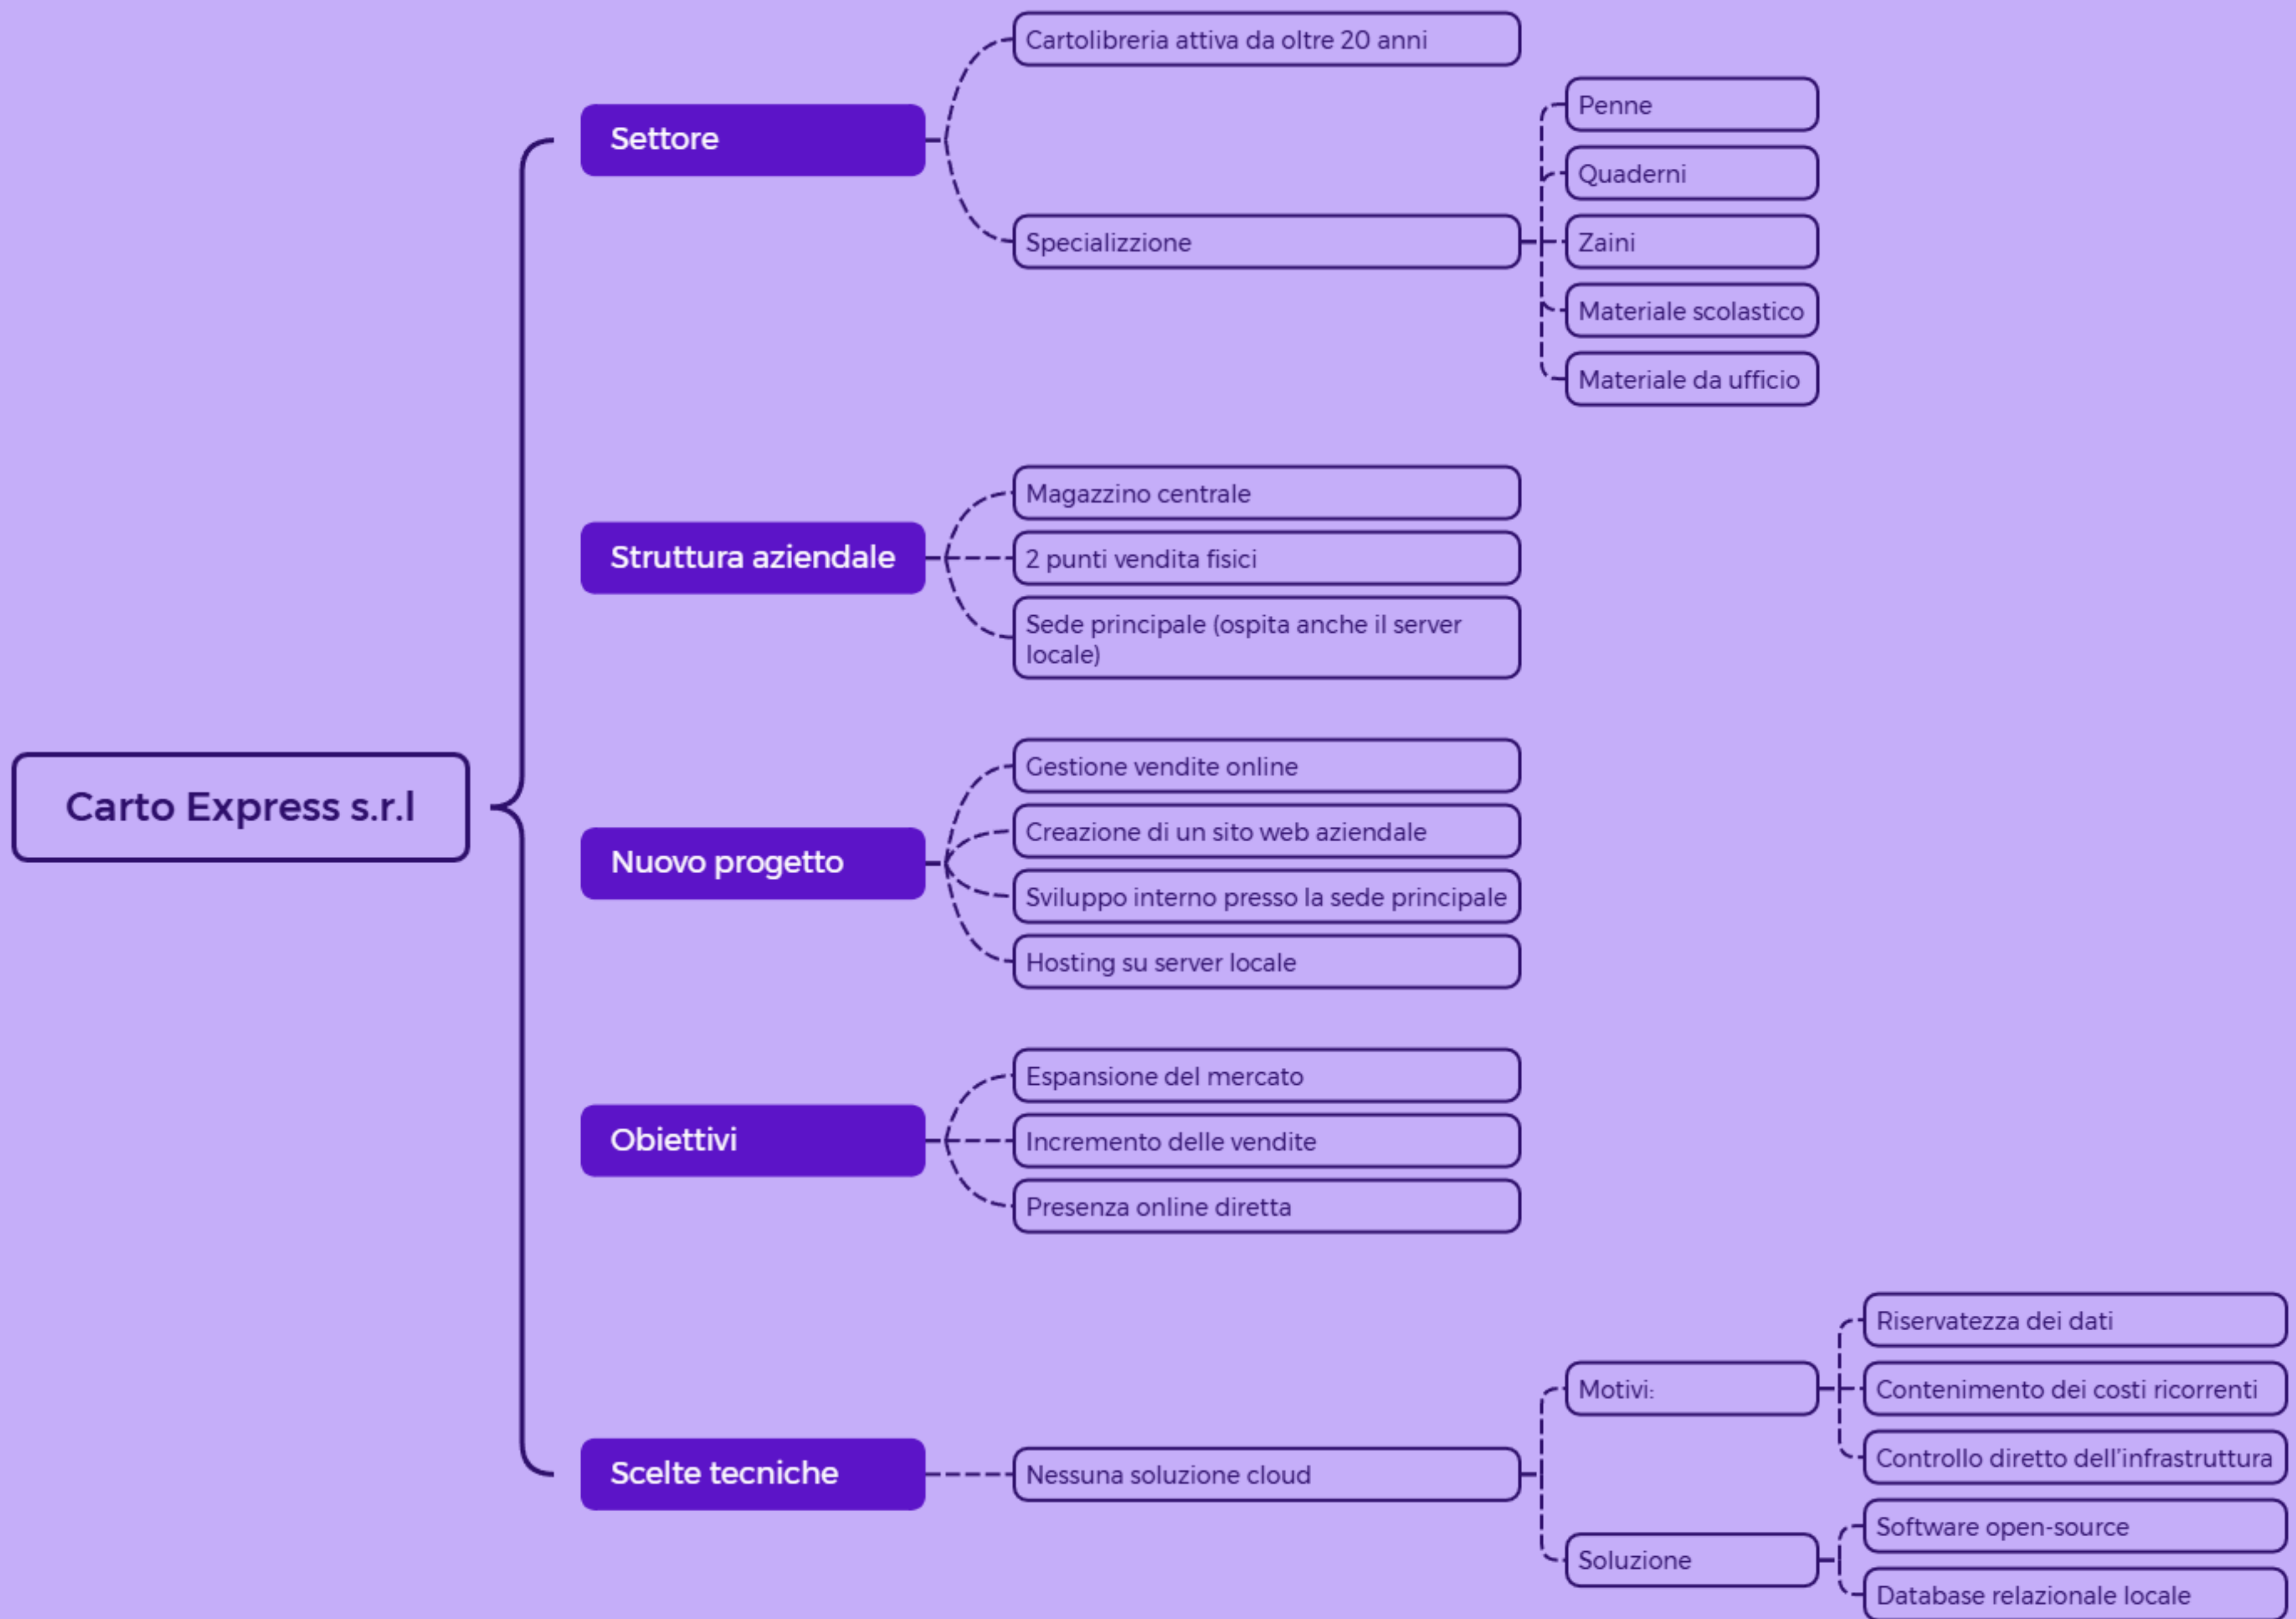 Carto Express s.r.l
Settore
Cartolibreria attiva da oltre 20 anni
Specializzione
Penne
Quaderni
Zaini
Materiale scolastico
Materiale da ufficio
Struttura aziendale
Magazzino centrale
2 punti vendita fisici
Sede principale (ospita anche il server
locale)
Nuovo progetto
Gestione vendite online
Creazione di un sito web aziendale
Sviluppo interno presso la sede principale
Hosting su server locale
Obiettivi
Espansione del mercato
Incremento delle vendite
Presenza online diretta
Scelte tecniche
Nessuna soluzione cloud
Motivi:
Riservatezza dei dati
Contenimento dei costi ricorrenti
Controllo diretto dell'infrastruttura
Soluzione
Software open-source
Database relazionale locale